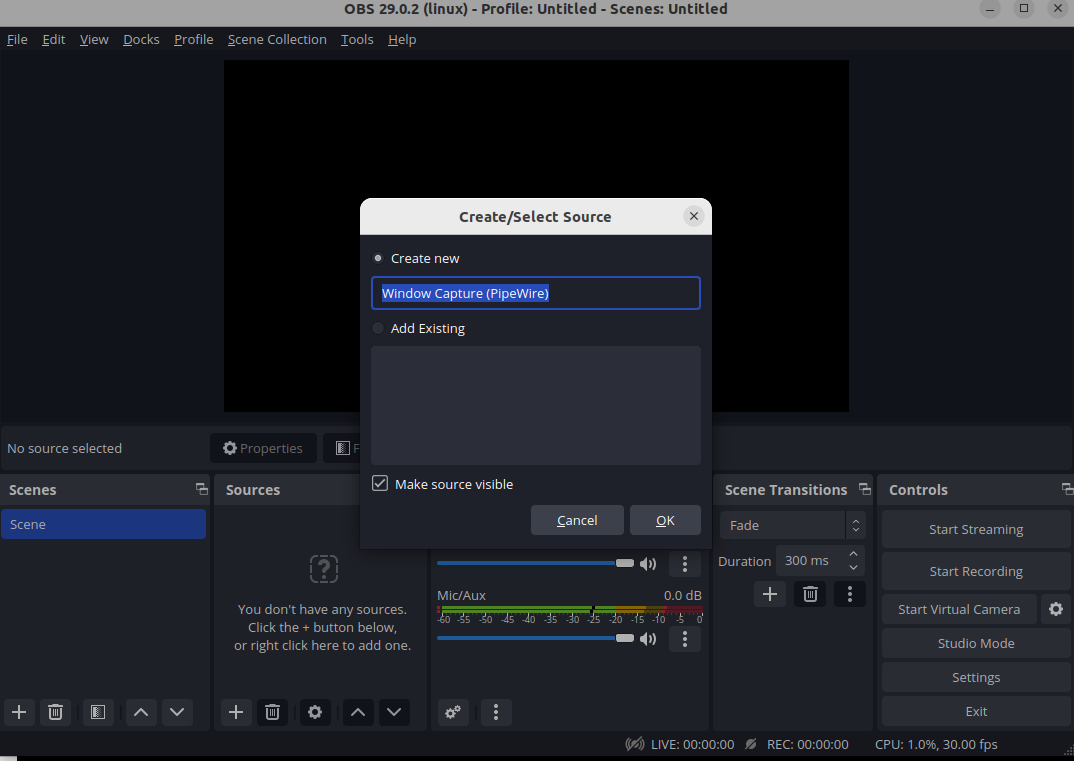 OBS 29.0.2 (linux) - Profile: Untitled - Scenes: Untitled
File Edit View Docks Profile Scene Collection Tools Help
Create/Select Source
Create new
Window Capture (PipeWire)
Add Existing
Make source visible
Cancel OK
No source selected Properties F
Scenes Sources Scene Transitions Controls
Scene
Fade
Duration 300 ms
Start Streaming
Start Recording
Start Virtual Camera
Studio Mode
Settings
Exit
?
You don't have any sources.
Click the + button below,
or right click here to add one.
Mic/Aux 0.0 dB
-60 -55 -50 -45 -40 -35 -30 -25 -20 -15 -10 -5 0
LIVE: 00:00:00 REC: 00:00:00 CPU: 1.0%, 30.00 fps